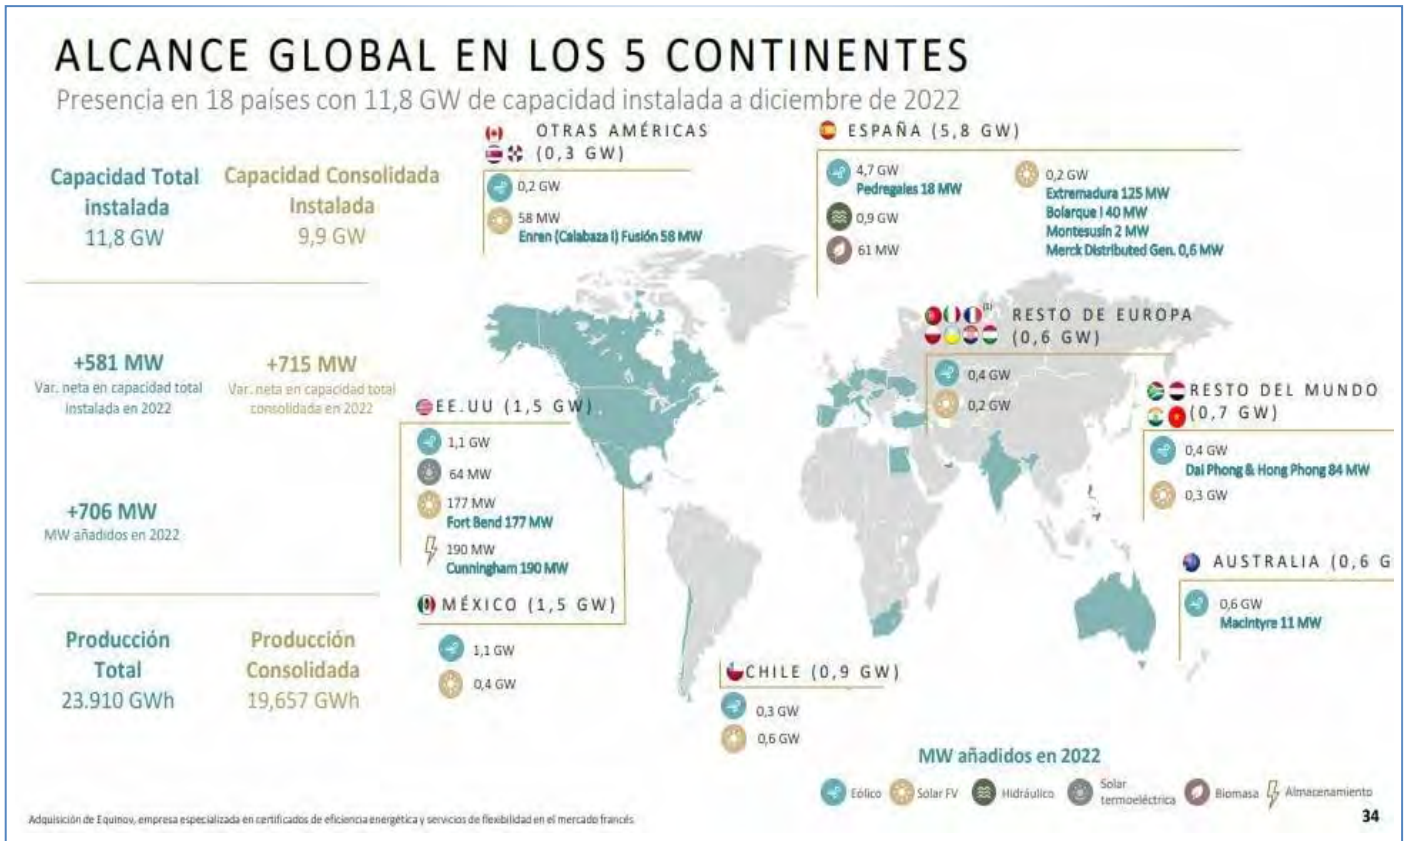 ALCANCE GLOBAL EN LOS 5 CONTINENTES
Presencia en 18 países con 11,8 GW de capacidad instalada a diciembre de 2022
Capacidad Total
instalada
11,8 GW
Capacidad Consolidada
Instalada
9,9 GW
+581 MW
Var. neta en capacidad total
Instalada en 2022
+715 MW
Var. neta en capacidad total
consolidada en 2022
+706 MW
MW añadidos en 2022
Producción
Total
23.910 GWh
Producción
Consolidada
19,657 GWh
OTRAS AMÉRICAS
(0,3 GW)
0,2 GW
58 MW
Enren (Calabaza I) Fusión 58 MW
ESPAÑA (5,8 GW)
4,7 GW
Pedregales 18 MW
0,9 GW
61 MW
0,2 GW
Extremadura 125 MW
Bolarque I 40 MW
Montesusín 2 MW
Merck Distributed Gen. 0,6 MW
(1)
RESTO DE EUROPA
(0,6 GW)
0,4 GW
0,2 GW
EE.UU (1,5 GW)
1,1 GW
64 MW
177 MW
Fort Bend 177 MW
190 MW
Cunningham 190 MW
RESTO DEL MUNDO
(0,7 GW)
0,4 GW
Dai Phong & Hong Phong 84 MW
0,3 GW
AUSTRALIA (0,6 G
0,6 GW
MacIntyre 11 MW
MÉXICO (1,5 GW)
1,1 GW
0,4 GW
CHILE (0,9 GW)
0,3 GW
0,6 GW
MW añadidos en 2022
Eólico
Solar FV
Hidráulico
Solar
termoeléctrica
Biomasa
Almacenamiento
Adquisición de Equinov, empresa especializada en certificados de eficiencia energética y servicios de flexibilidad en el mercado francés
34